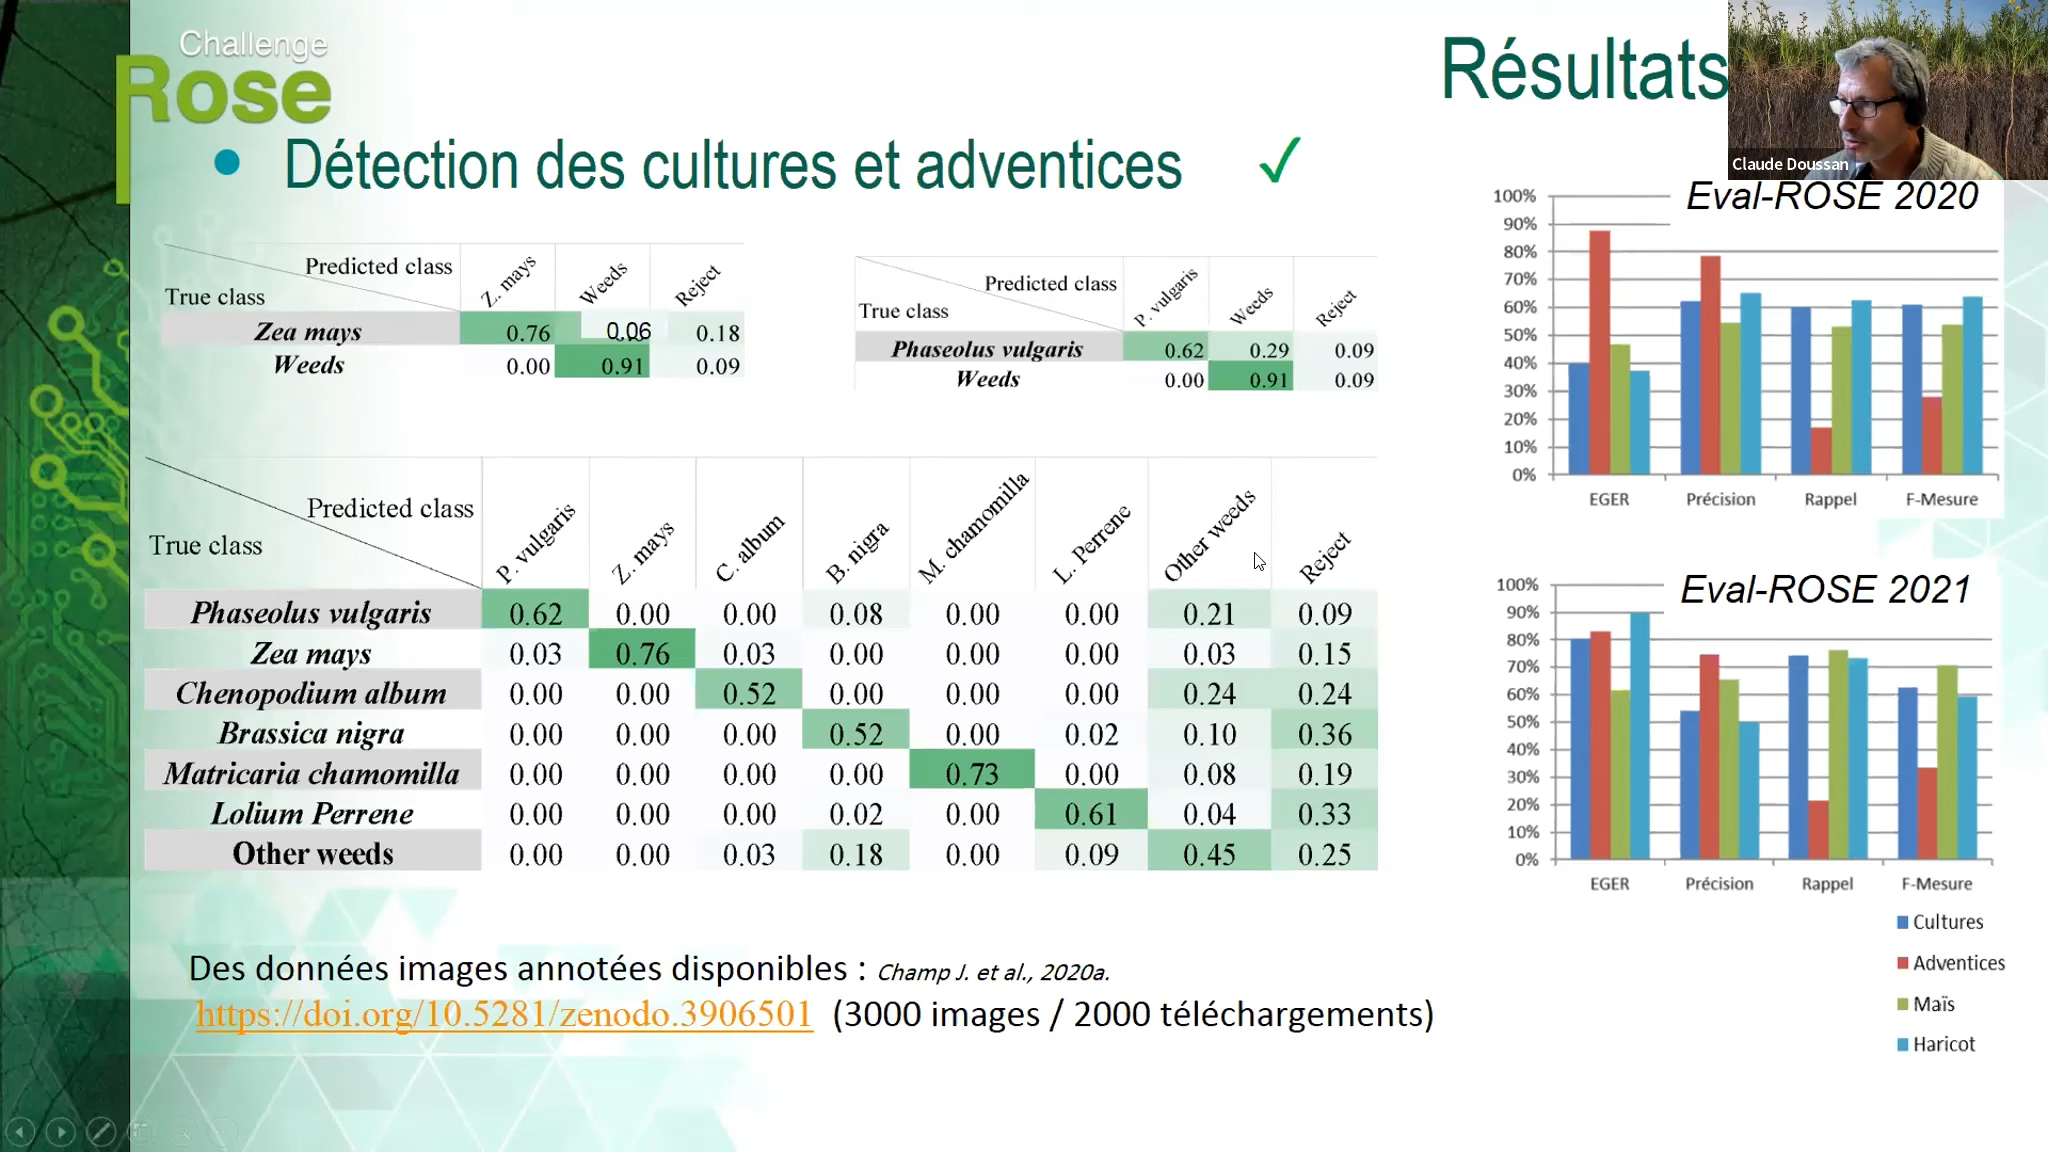 Challenge
Rose
Résultats
Claude Doussan
• Détection des cultures et adventices ✓
Predicted class
True class
Z. mays Weeds Reject
Zea mays 0.76 0.06 0.18
Weeds 0.00 0.91 0.09
Predicted class
True class
P. vulgaris Weeds Reject
Phaseolus vulgaris 0.62 0.29 0.09
Weeds 0.00 0.91 0.09
Predicted class
True class
P. vulgaris Z. mays C. album B. nigra M. chamomilla L. Perrene Other weeds Reject
Phaseolus vulgaris 0.62 0.00 0.00 0.08 0.00 0.00 0.21 0.09
Zea mays 0.03 0.76 0.03 0.00 0.00 0.00 0.03 0.15
Chenopodium album 0.00 0.00 0.52 0.00 0.00 0.00 0.24 0.24
Brassica nigra 0.00 0.00 0.00 0.52 0.00 0.02 0.10 0.36
Matricaria chamomilla 0.00 0.00 0.00 0.00 0.73 0.00 0.08 0.19
Lolium Perrene 0.00 0.00 0.00 0.02 0.00 0.61 0.04 0.33
Other weeds 0.00 0.00 0.03 0.18 0.00 0.09 0.45 0.25
Des données images annotées disponibles : Champ J. et al., 2020a.
https://doi.org/10.5281/zenodo.3906501 (3000 images / 2000 téléchargements)
Eval-ROSE 2020
100%
90%
80%
70%
60%
50%
40%
30%
20%
10%
0%
EGER Précision Rappel F-Mesure
Eval-ROSE 2021
100%
90%
80%
70%
60%
50%
40%
30%
20%
10%
0%
EGER Précision Rappel F-Mesure
Cultures
Adventices
Maïs
Haricot